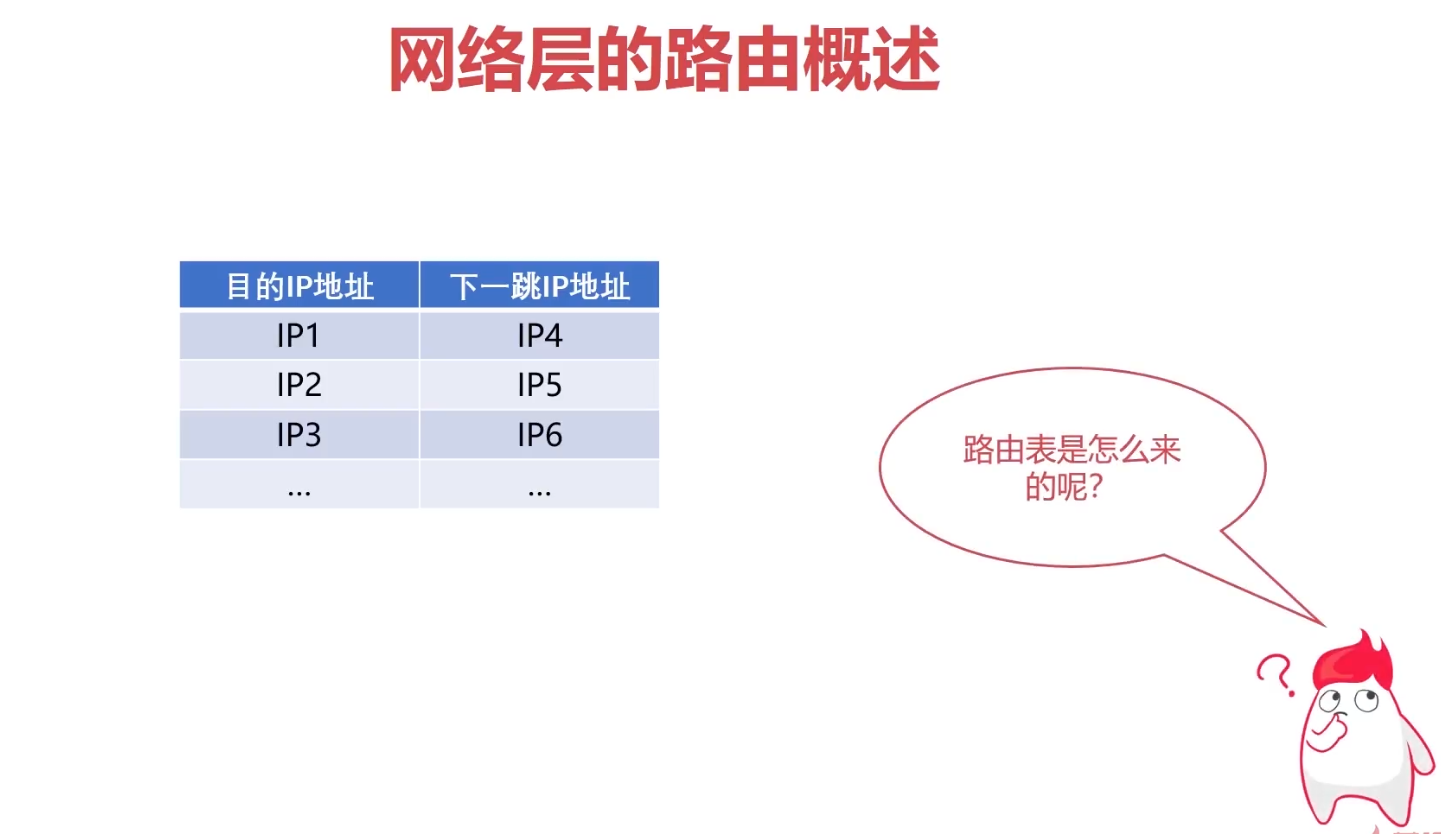 网络层的路由概述
目的IP地址 下一跳IP地址
IP1 IP4
IP2 IP5
IP3 IP6
... ...
路由表是怎么来
的呢?
?